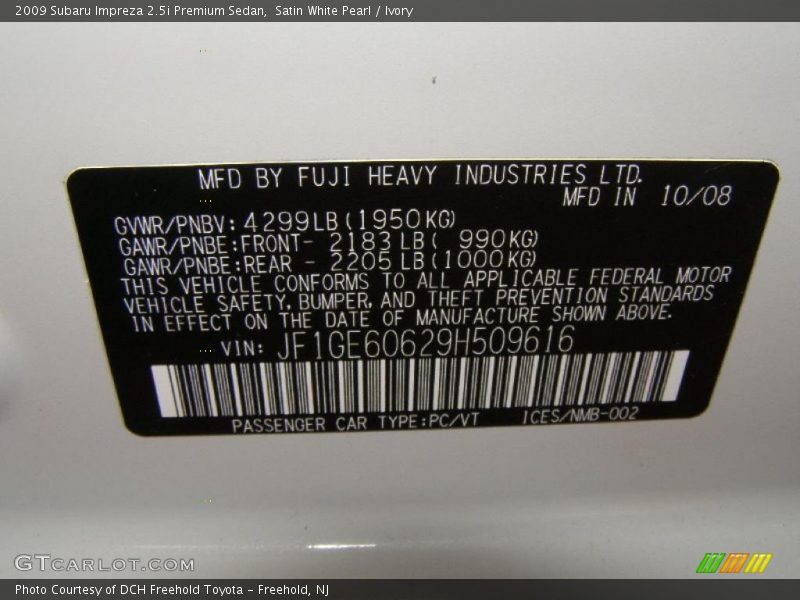 2009 Subaru Impreza 2.5i Premium Sedan,  Satin White Pearl / Ivory
MFD BY FUJI HEAVY INDUSTRIES LTD.
MFD IN 10/08
GVWR/PNBV: 4299LB(1950KG)
GAWR/PNBE:FRONT- 2183LB( 990KG)
GAWR/PNBE:REAR - 2205LB(1000KG)
THIS VEHICLE CONFORMS TO ALL APPLICABLE FEDERAL MOTOR
VEHICLE SAFETY, BUMPER, AND THEFT PREVENTION STANDARDS
IN EFFECT ON THE DATE OF MANUFACTURE SHOWN ABOVE.
VIN: JF1GE60629H509616
PASSENGER CAR TYPE:PC/VT ICES/NMB-002
GTCARLOT.COM
Photo Courtesy of DCH Freehold Toyota - Freehold, NJ